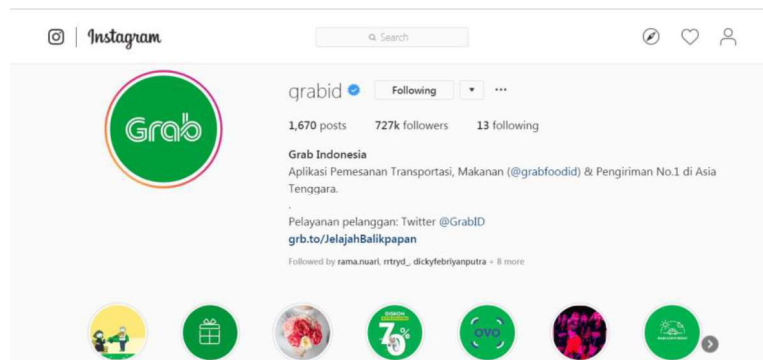 Instagram
Search
grabid
Following
1,670 posts 727k followers 13 following
Grab
Grab Indonesia
Aplikasi Pemesanan Transportasi, Makanan (@grabfoodid) & Pengiriman No.1 di Asia
Tenggara.
.
Pelayanan pelanggan: Twitter @GrabID
grb.to/JelajahBalikpapan
Followed by rama.nuari, rrtryd_, dickyfebriyanputra + 8 more
DISKON
70%
OVO